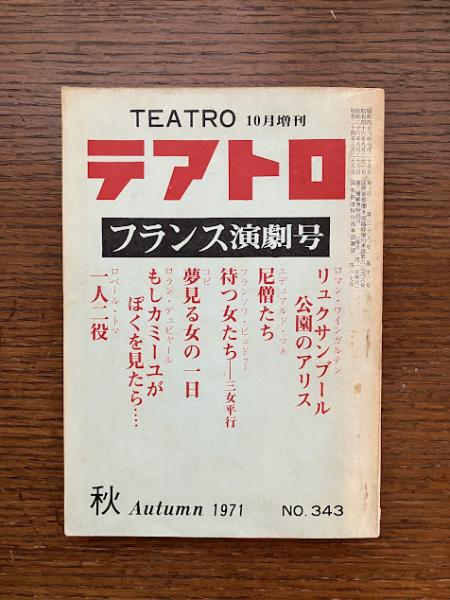 TEATRO 10月増刊
テアトロ
フランス演劇号
ロマン・ワインガルテン
リュクサンブール
公園のアリス
エデュアルド・マネ
尼僧たち
フランソワ・ビェドゥー
待つ女たち──三女平行
コピ
夢見る女の一日
ロラン・デュビヤール
もしカミーユが
ぼくを見たら……
ロベール・トマ
一人二役
秋 Autumn 1971 NO. 343